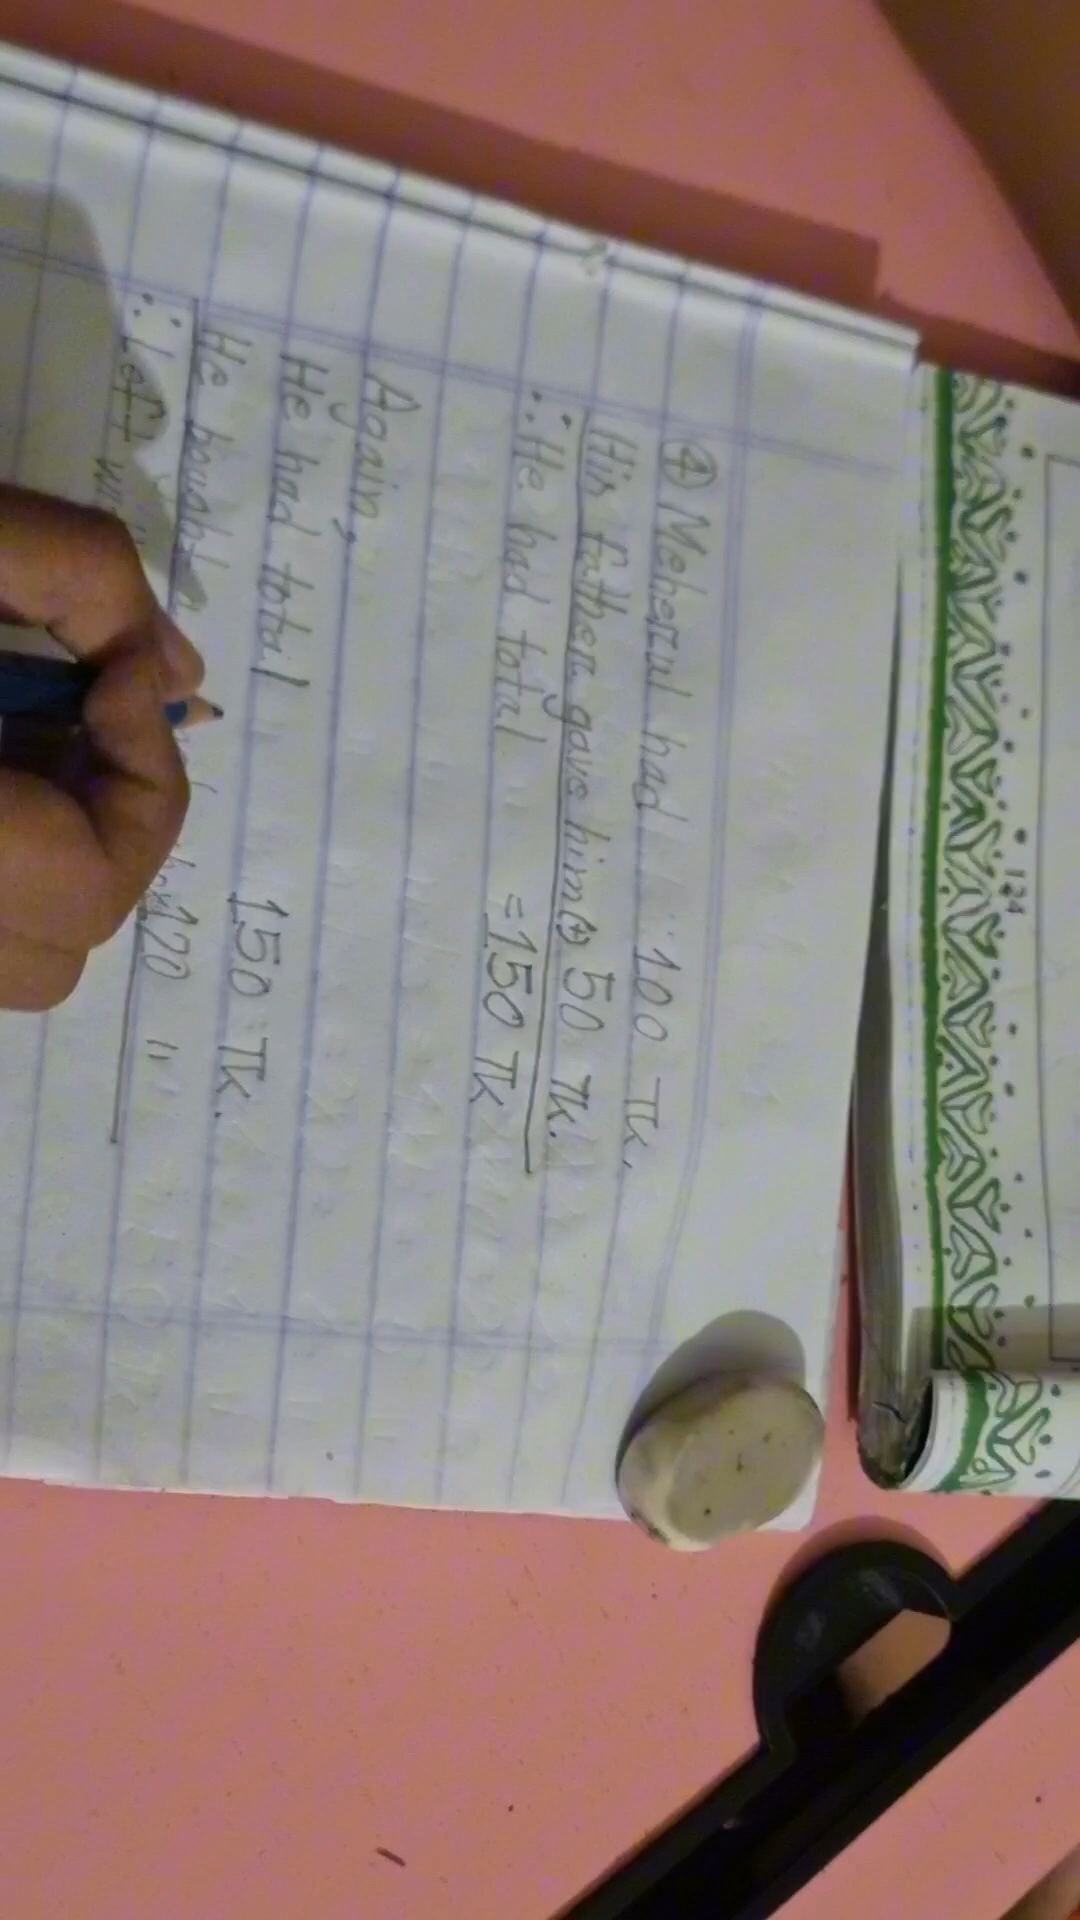 ④ Meherul had 100 TK.
His father gave him (+) 50 TK.
∴ He had total = 150 TK
Again,
He had total 150 TK.
He bought 120 "
∴ Left
124